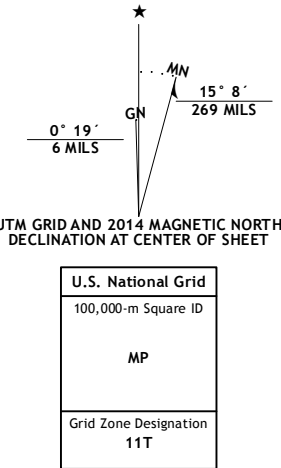 ★
MN
GN
15° 8´
269 MILS
0° 19´
6 MILS
UTM GRID AND 2014 MAGNETIC NORTH
DECLINATION AT CENTER OF SHEET
U.S. National Grid
100,000-m Square ID
MP
Grid Zone Designation
11T